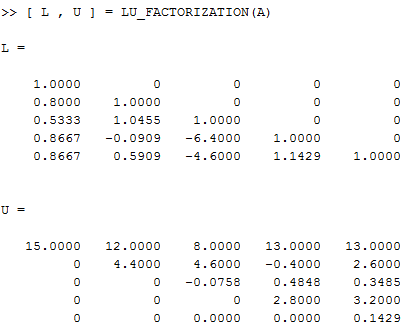 >> [ L , U ] = LU_FACTORIZATION(A)
L =
1.0000 0 0 0 0
0.8000 1.0000 0 0 0
0.5333 1.0455 1.0000 0 0
0.8667 -0.0909 -6.4000 1.0000 0
0.8667 0.5909 -4.6000 1.1429 1.0000
U =
15.0000 12.0000 8.0000 13.0000 13.0000
0 4.4000 4.6000 -0.4000 2.6000
0 0 -0.0758 0.4848 0.3485
0 0 0 2.8000 3.2000
0 0 0.0000 0.0000 0.1429